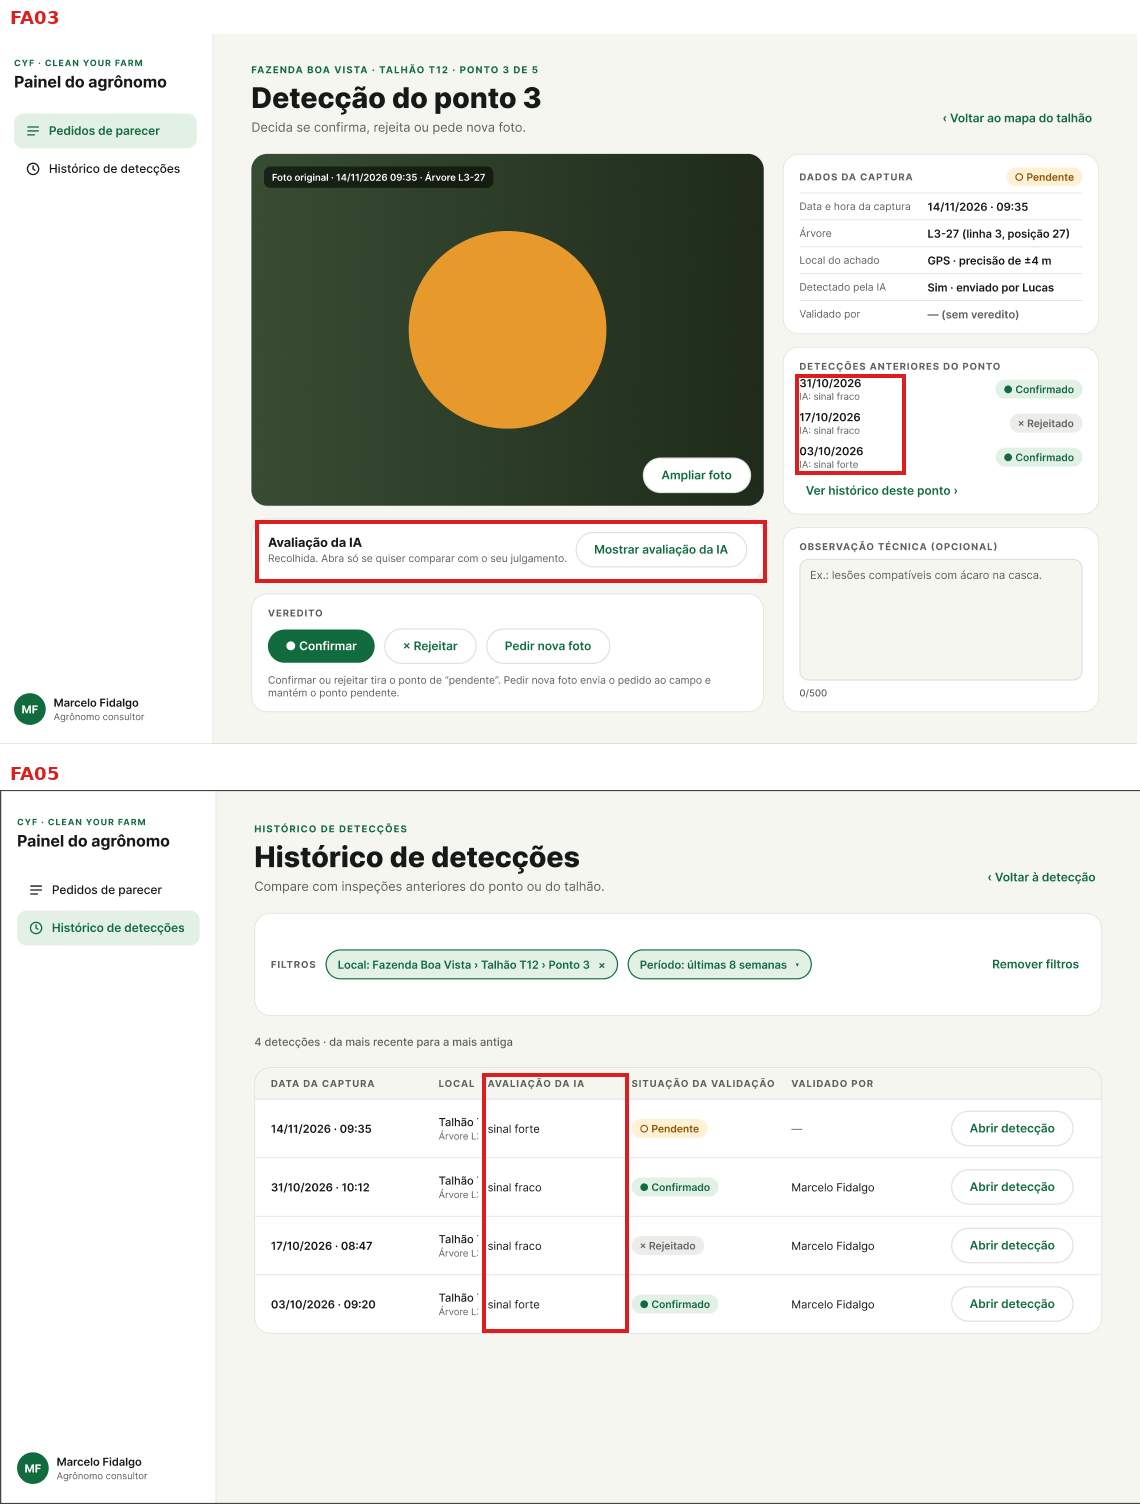 FA03
CYF · CLEAN YOUR FARM
Painel do agrônomo
Pedidos de parecer
Histórico de detecções
MF
Marcelo Fidalgo
Agrônomo consultor
FAZENDA BOA VISTA · TALHÃO T12 · PONTO 3 DE 5
Detecção do ponto 3
Decida se confirma, rejeita ou pede nova foto.
‹ Voltar ao mapa do talhão
Foto original · 14/11/2026 09:35 · Árvore L3-27
Ampliar foto
Avaliação da IA
Recolhida. Abra só se quiser comparar com o seu julgamento.
Mostrar avaliação da IA
VEREDITO
● Confirmar
× Rejeitar
Pedir nova foto
Confirmar ou rejeitar tira o ponto de “pendente”. Pedir nova foto envia o pedido ao campo e
mantém o ponto pendente.
DADOS DA CAPTURA
○ Pendente
Data e hora da captura 14/11/2026 · 09:35
Árvore L3-27 (linha 3, posição 27)
Local do achado GPS · precisão de ±4 m
Detectado pela IA Sim · enviado por Lucas
Validado por — (sem veredito)
DETECÇÕES ANTERIORES DO PONTO
31/10/2026
IA: sinal fraco
● Confirmado
17/10/2026
IA: sinal fraco
× Rejeitado
03/10/2026
IA: sinal forte
● Confirmado
Ver histórico deste ponto ›
OBSERVAÇÃO TÉCNICA (OPCIONAL)
Ex.: lesões compatíveis com ácaro na casca.
0/500
FA05
CYF · CLEAN YOUR FARM
Painel do agrônomo
Pedidos de parecer
Histórico de detecções
MF
Marcelo Fidalgo
Agrônomo consultor
HISTÓRICO DE DETECÇÕES
Histórico de detecções
Compare com inspeções anteriores do ponto ou do talhão.
‹ Voltar à detecção
FILTROS
Local: Fazenda Boa Vista › Talhão T12 › Ponto 3 ×
Período: últimas 8 semanas
Remover filtros
4 detecções · da mais recente para a mais antiga
DATA DA CAPTURA LOCAL AVALIAÇÃO DA IA SITUAÇÃO DA VALIDAÇÃO VALIDADO POR
14/11/2026 · 09:35 Talhão sinal forte ○ Pendente — Abrir detecção
Árvore
31/10/2026 · 10:12 Talhão sinal fraco ● Confirmado Marcelo Fidalgo Abrir detecção
Árvore
17/10/2026 · 08:47 Talhão sinal fraco × Rejeitado Marcelo Fidalgo Abrir detecção
Árvore
03/10/2026 · 09:20 Talhão sinal forte ● Confirmado Marcelo Fidalgo Abrir detecção
Árvore